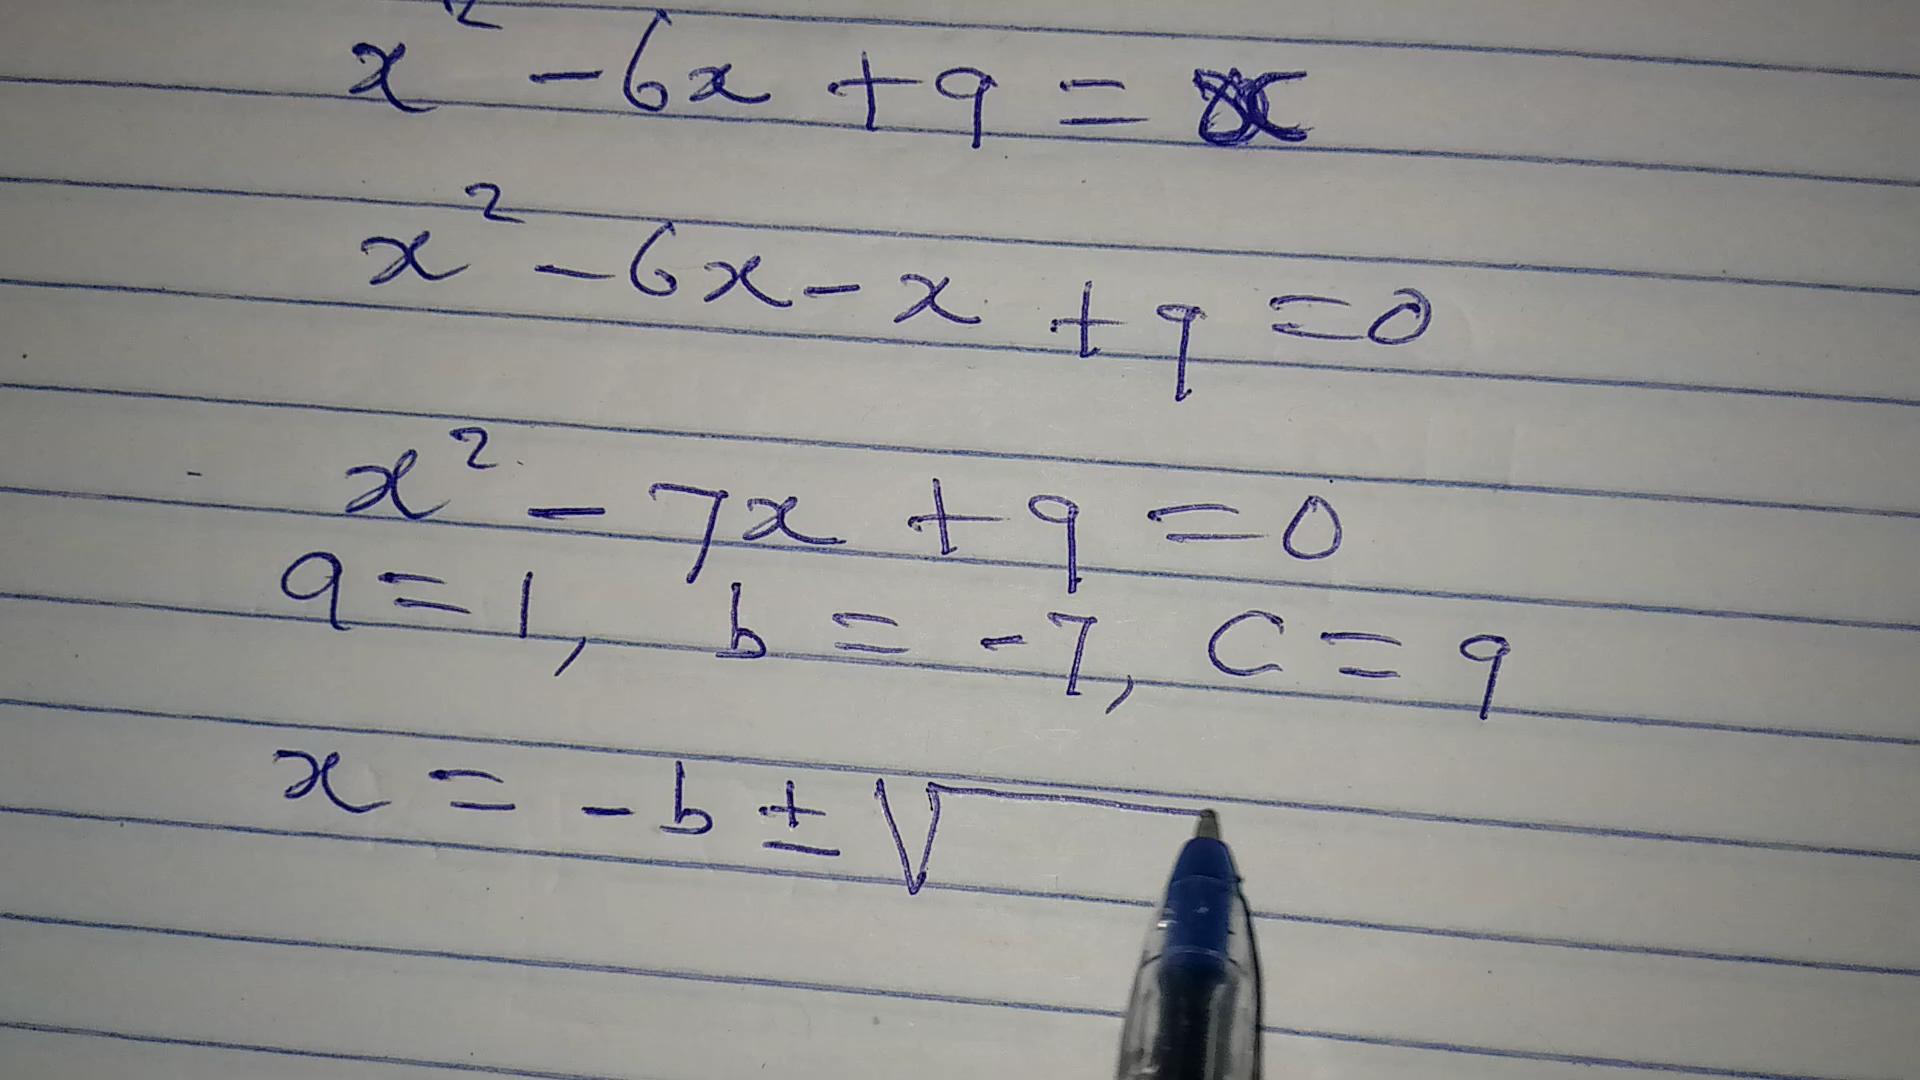 x² - 6x + 9 = x
x² - 6x - x + 9 = 0
x² - 7x + 9 = 0
a = 1, b = -7, c = 9
x = -b ± √